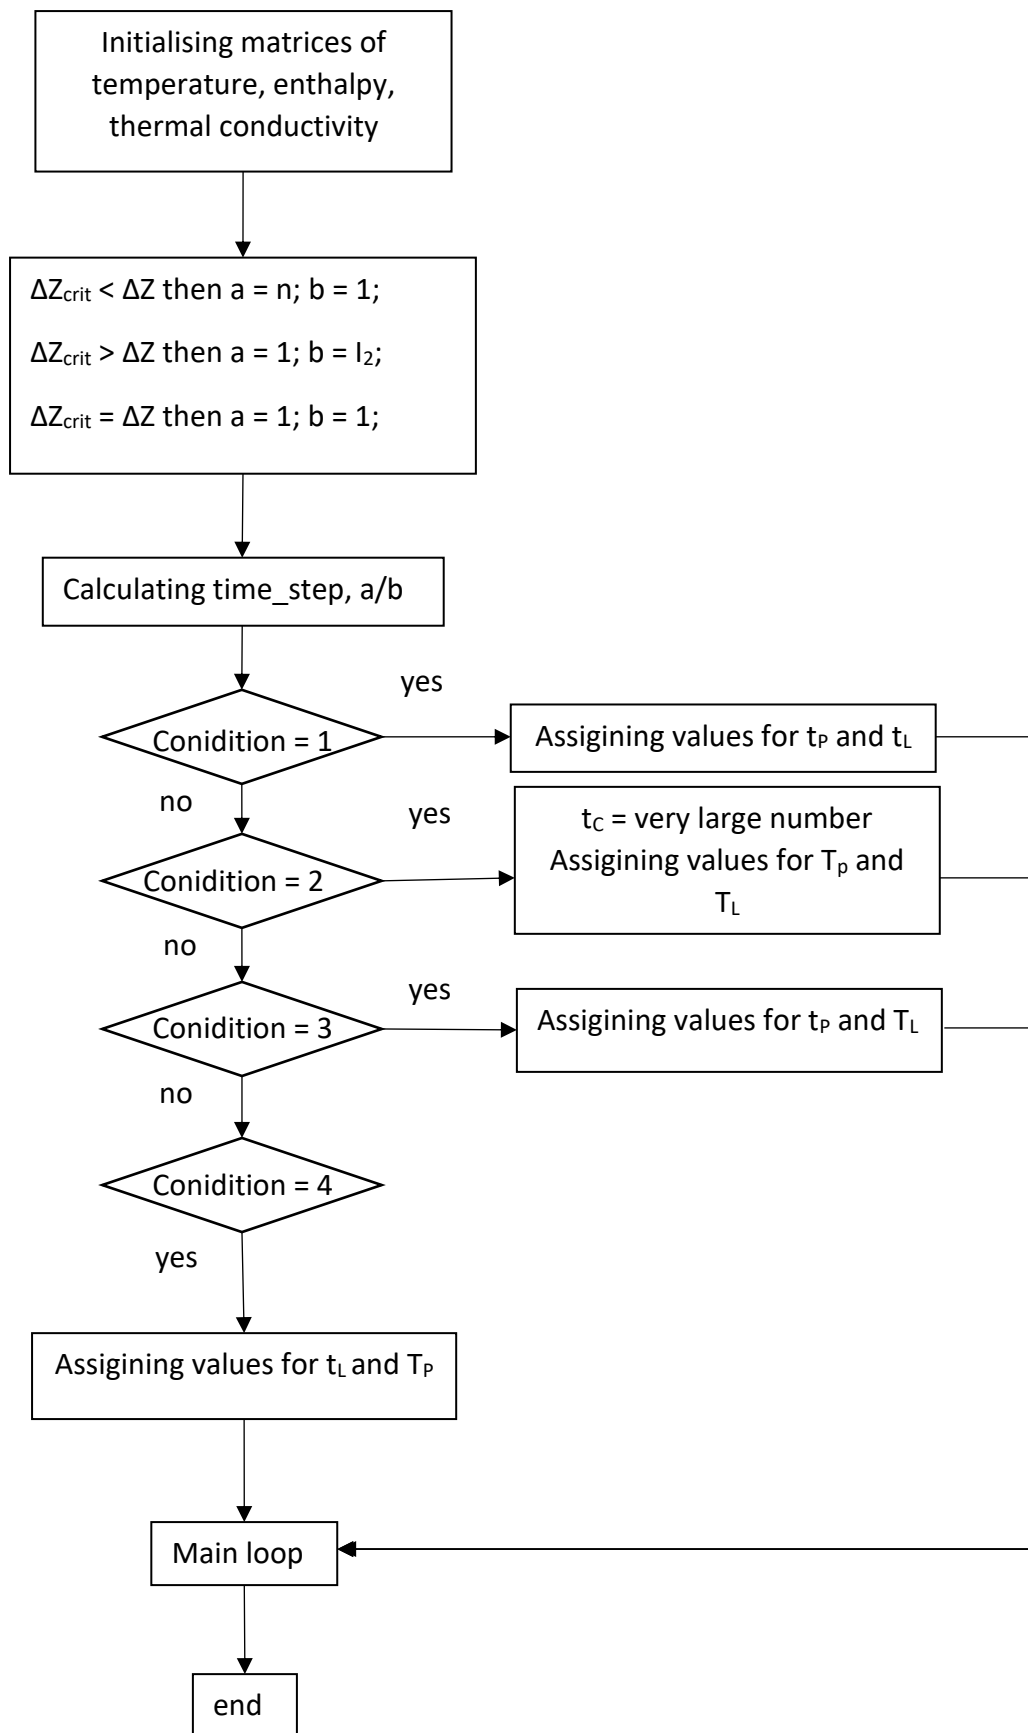 Initialising matrices of
temperature, enthalpy,
thermal conductivity
ΔZcrit < ΔZ then a = n; b = 1;
ΔZcrit > ΔZ then a = 1; b = I2;
ΔZcrit = ΔZ then a = 1; b = 1;
Calculating time_step, a/b
yes
Conidition = 1
Assigining values for tP and tL
no
yes
tC = very large number
Assigining values for Tp and
TL
Conidition = 2
no
yes
Conidition = 3
Assigining values for tP and TL
no
Conidition = 4
yes
Assigining values for tL and TP
Main loop
end